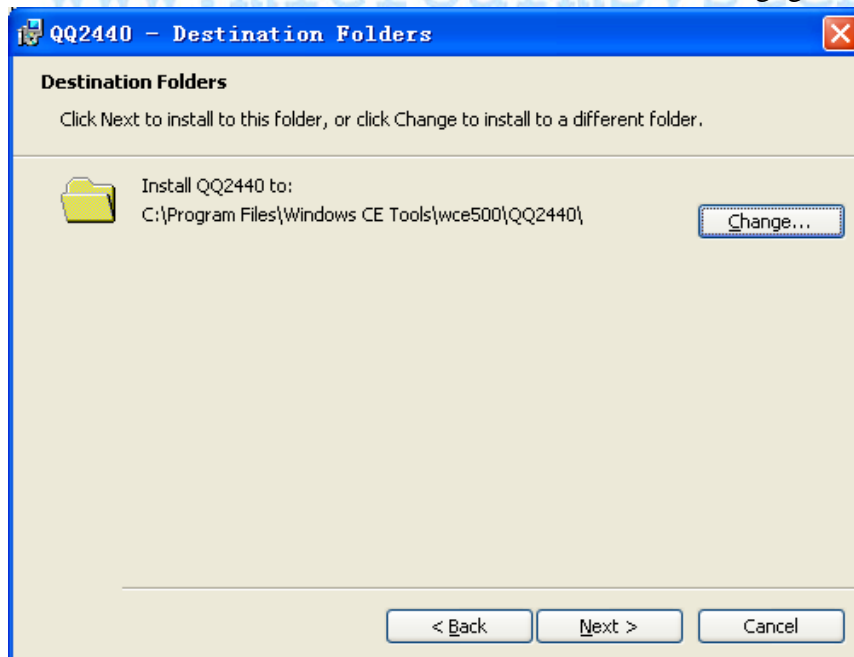 QQ2440 - Destination Folders
Destination Folders
Click Next to install to this folder, or click Change to install to a different folder.
Install QQ2440 to:
C:\Program Files\Windows CE Tools\wce500\QQ2440\
Change...
< Back
Next >
Cancel